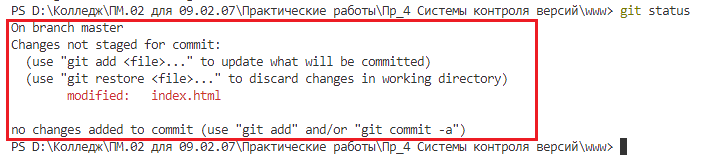 PS D:\Колледж\ПМ.02 для 09.02.07\Практические работы\Пр_4 Системы контроля версий\www> git status
On branch master
Changes not staged for commit:
  (use "git add <file>..." to update what will be committed)
  (use "git restore <file>..." to discard changes in working directory)
        modified:   index.html

no changes added to commit (use "git add" and/or "git commit -a")
PS D:\Колледж\ПМ.02 для 09.02.07\Практические работы\Пр_4 Системы контроля версий\www>